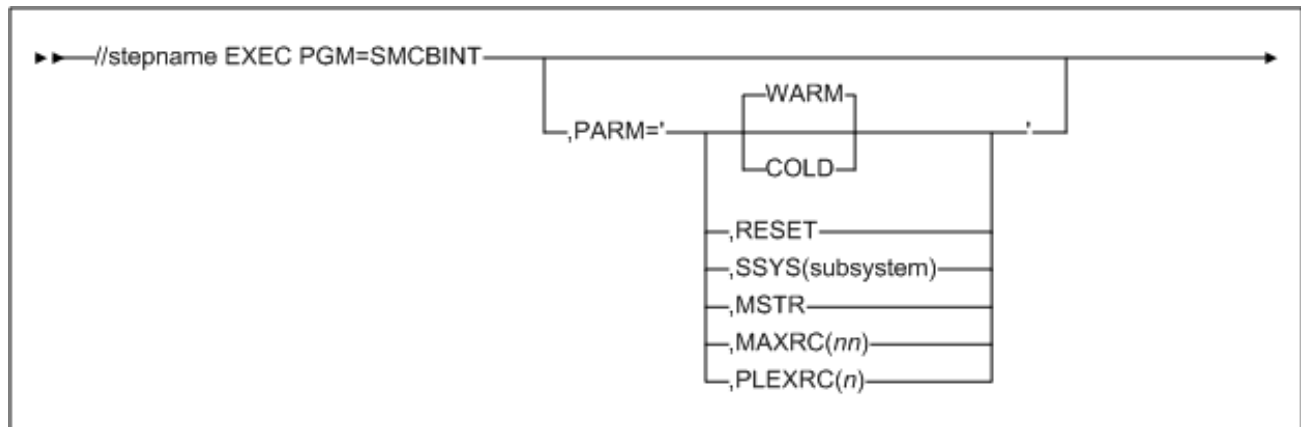 //stepname EXEC PGM=SMCBINT
WARM
,PARM=' '
COLD
,RESET
,SSYS(subsystem)
,MSTR
,MAXRC(nn)
,PLEXRC(n)